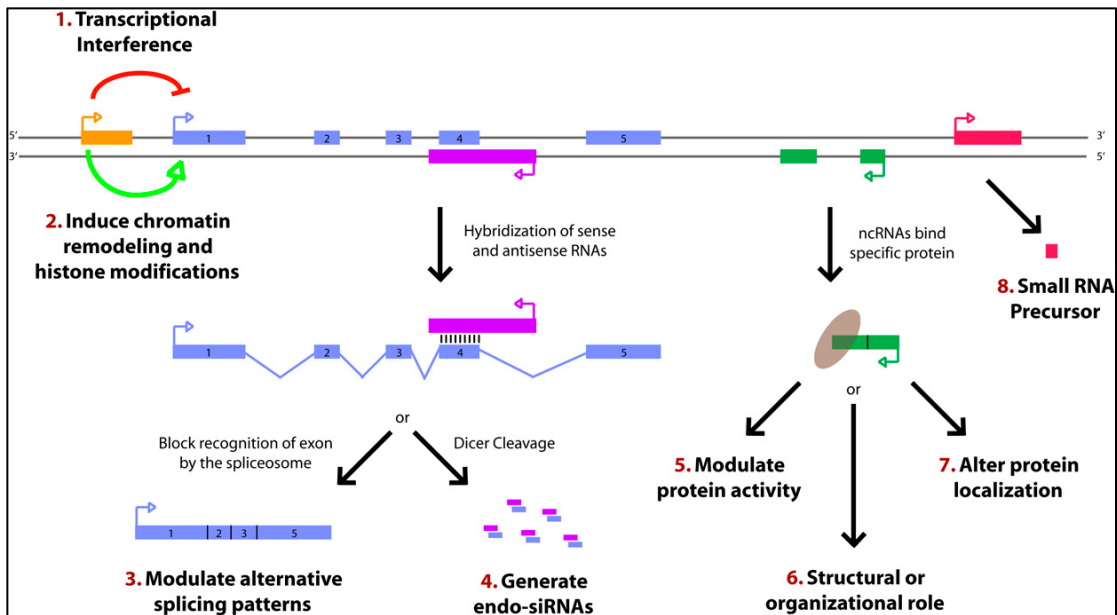 1. Transcriptional
Interference
5'
1
2
3
4
5
3'
3'
5'
2. Induce chromatin
remodeling and
histone modifications
Hybridization of sense
and antisense RNAs
ncRNAs bind
specific protein
8. Small RNA
Precursor
1
2
3
4
5
or
Block recognition of exon
by the spliceosome
Dicer Cleavage
or
5. Modulate
protein activity
7. Alter protein
localization
1
2
3
5
3. Modulate alternative
splicing patterns
4. Generate
endo-siRNAs
6. Structural or
organizational role